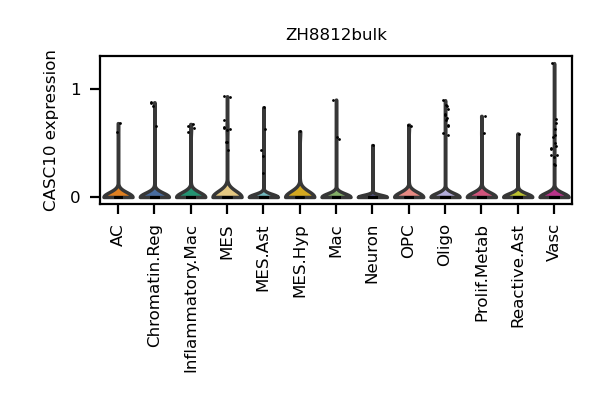 ZH8812bulk
CASC10 expression
1
0
AC
Chromatin.Reg
Inflammatory.Mac
MES
MES.Ast
MES.Hyp
Mac
Neuron
OPC
Oligo
Prolif.Metab
Reactive.Ast
Vasc